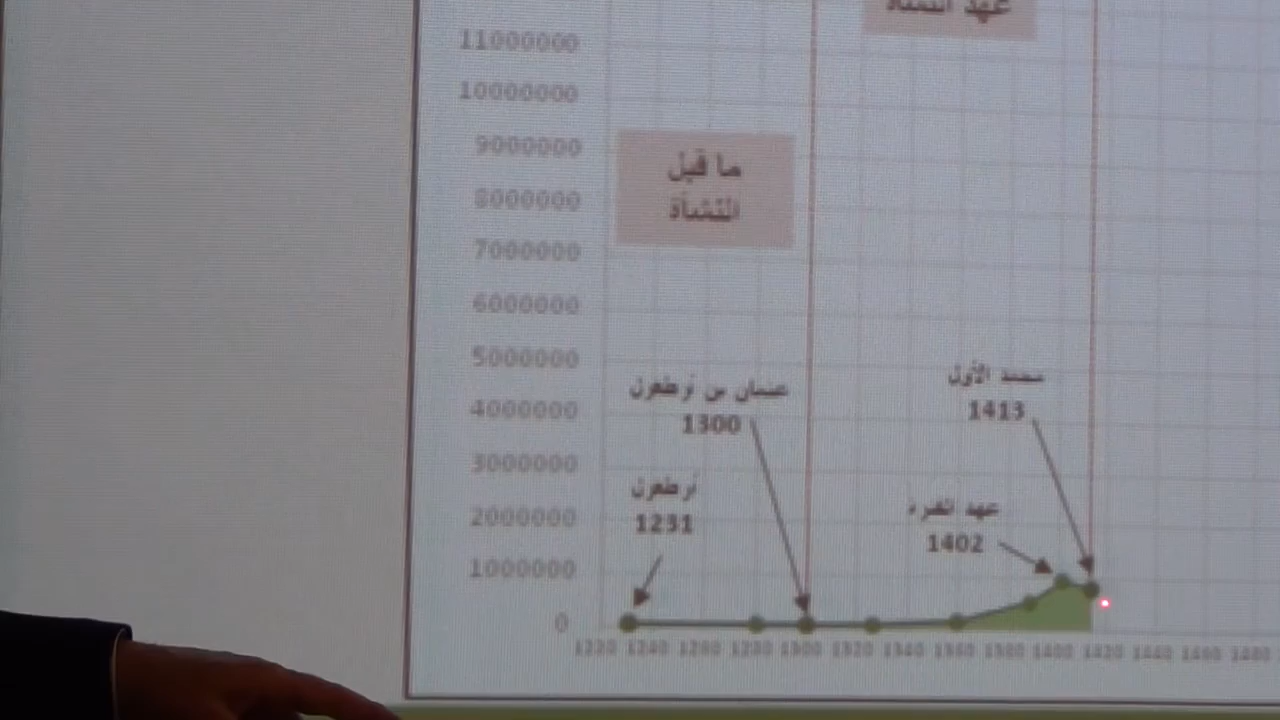 عهد النشأة
11000000
10000000
9000000
8000000
7000000
6000000
5000000
4000000
3000000
2000000
1000000
0
ما قبل
النشأة
عثمان بن أرطغرل
1300
أرطغرل
1231
محمد الأول
1413
عهد
1402
1220 1240 1260 1280 1300 1320 1340 1360 1380 1400 1420 1440 1460 1480